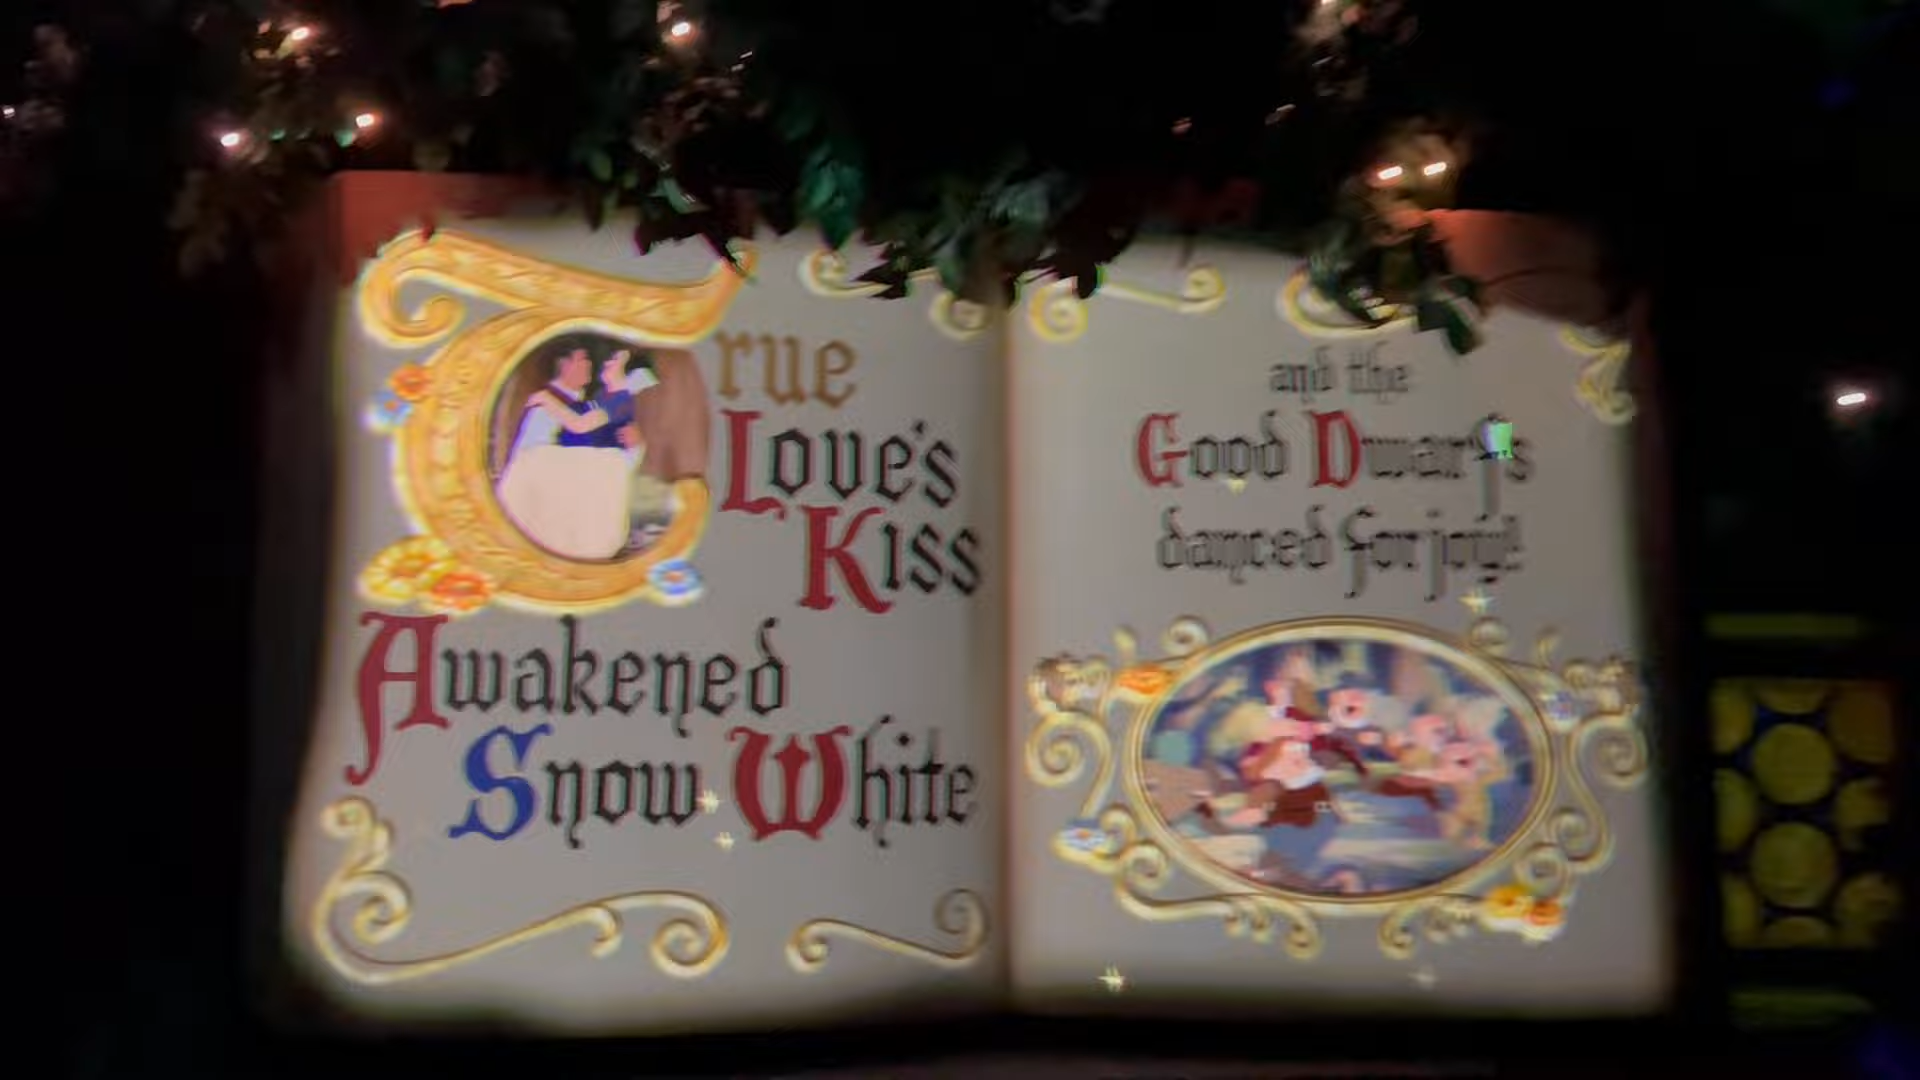 True
Love's
Kiss
Awakened
Snow White
and the
Good Dwarfs
danced for joy!